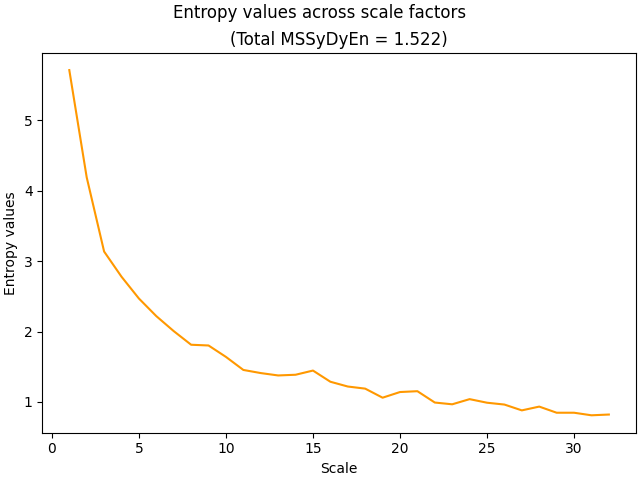 Entropy values across scale factors
(Total MSSyDyEn = 1.522)
Entropy values
5
4
3
2
1
0 5 10 15 20 25 30
Scale